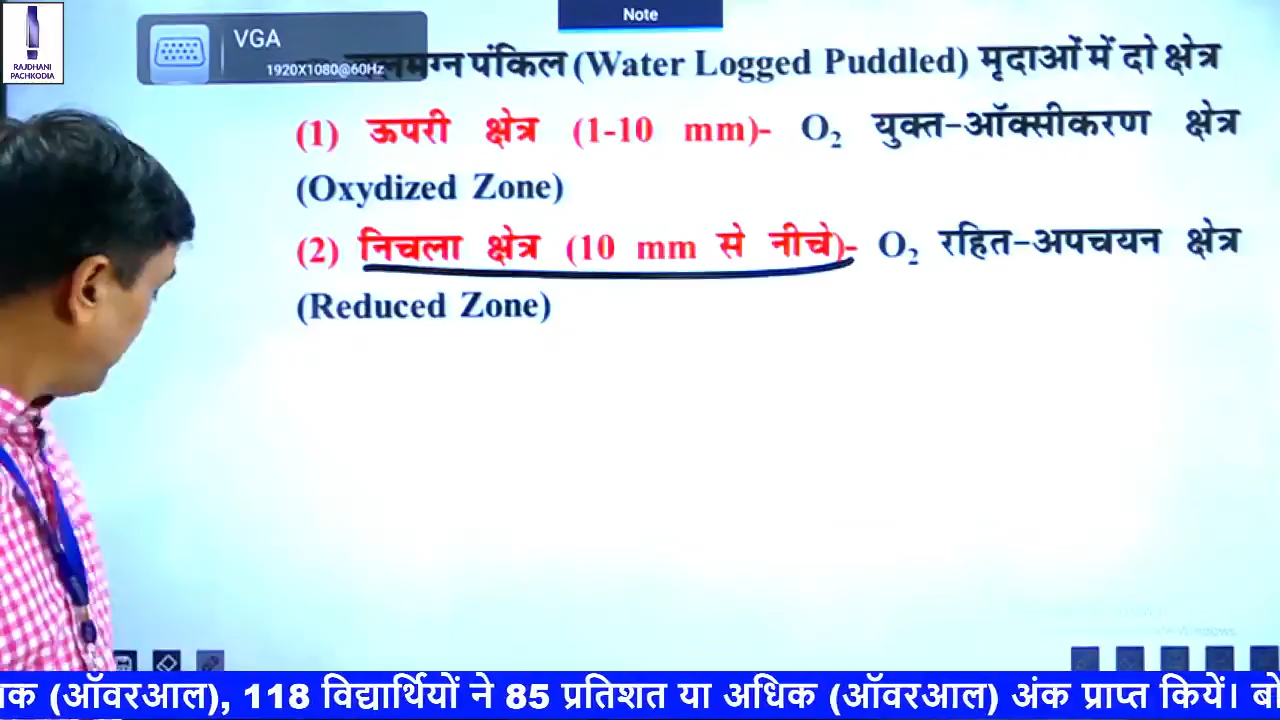 Note
RAJDHANI
PACHKODIA
VGA
1920X1080@60Hz
पंकिल (Water Logged Puddled) मृदाओं में दो क्षेत्र
(1) ऊपरी क्षेत्र (1-10 mm)- O₂ युक्त-ऑक्सीकरण क्षेत्र
(Oxydized Zone)
(2) निचला क्षेत्र (10 mm से नीचे)- O₂ रहित-अपचयन क्षेत्र
(Reduced Zone)
(ऑवरआल), 118 विद्यार्थियों ने 85 प्रतिशत या अधिक (ऑवरआल) अंक प्राप्त कियें।